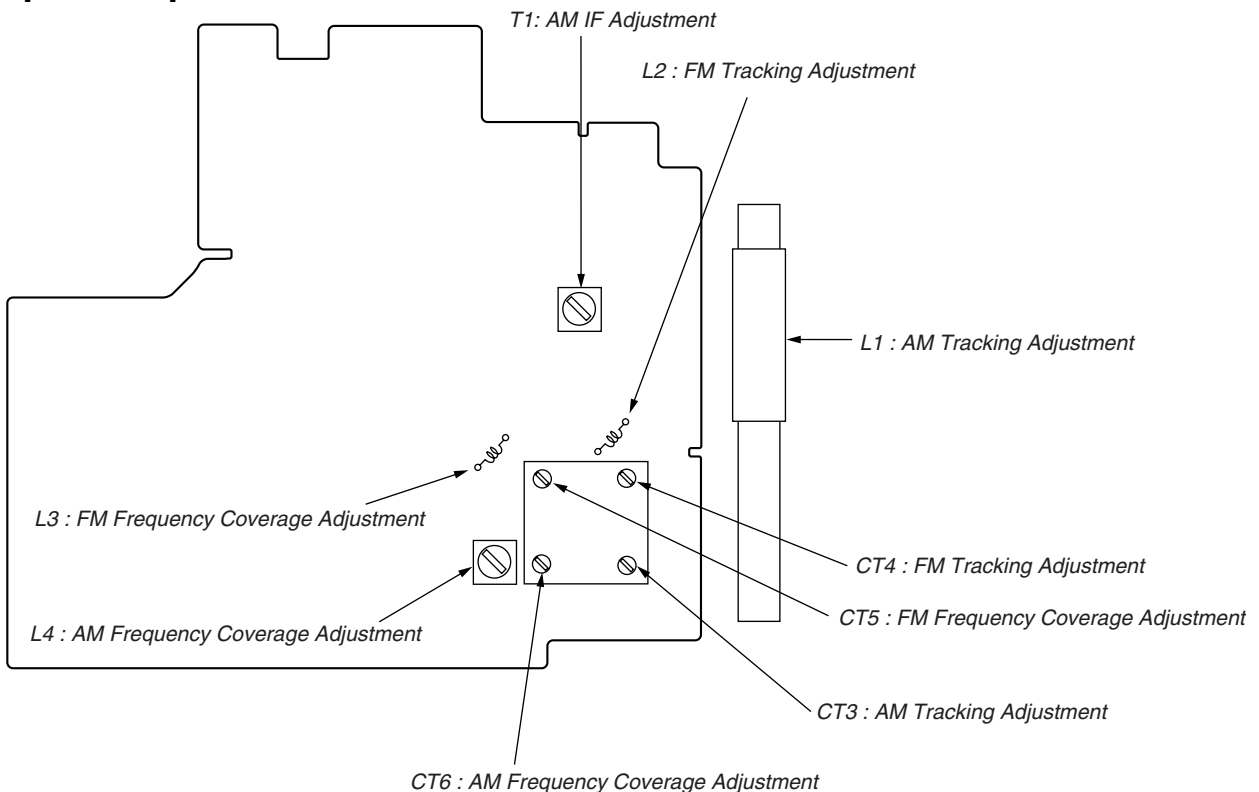 T1: AM IF Adjustment
L2 : FM Tracking Adjustment
L1 : AM Tracking Adjustment
L3 : FM Frequency Coverage Adjustment
CT4 : FM Tracking Adjustment
CT5 : FM Frequency Coverage Adjustment
L4 : AM Frequency Coverage Adjustment
CT3 : AM Tracking Adjustment
CT6 : AM Frequency Coverage Adjustment